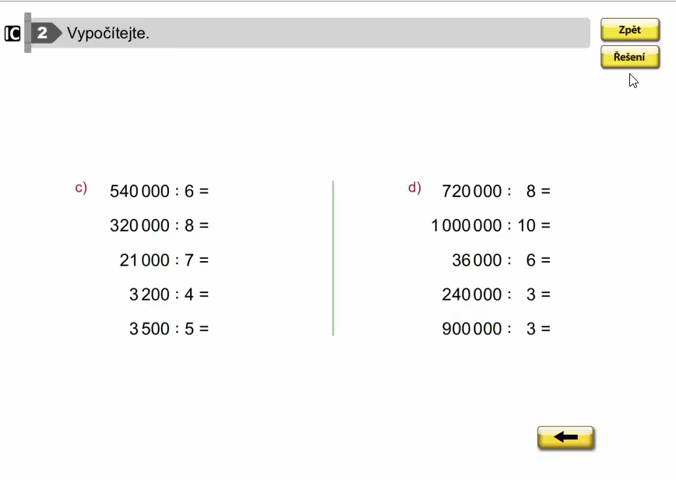 IC 2 Vypočítejte.
Zpět
Řešení
c) 540 000 : 6 =
320 000 : 8 =
21 000 : 7 =
3 200 : 4 =
3 500 : 5 =
d) 720 000 : 8 =
1 000 000 : 10 =
36 000 : 6 =
240 000 : 3 =
900 000 : 3 =